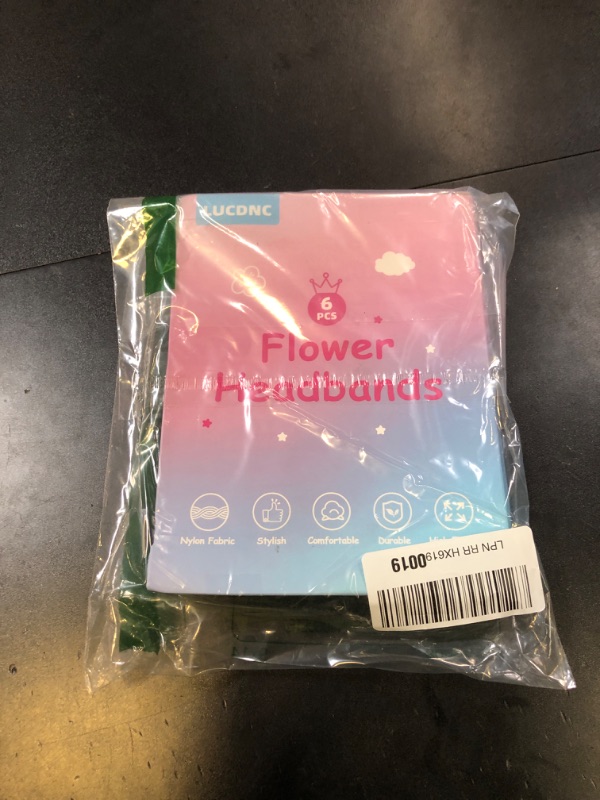 LUCDNC
6
PCS
Flower
Headbands
Nylon Fabric
Stylish
Comfortable
Durable
LPN RR HX6190019